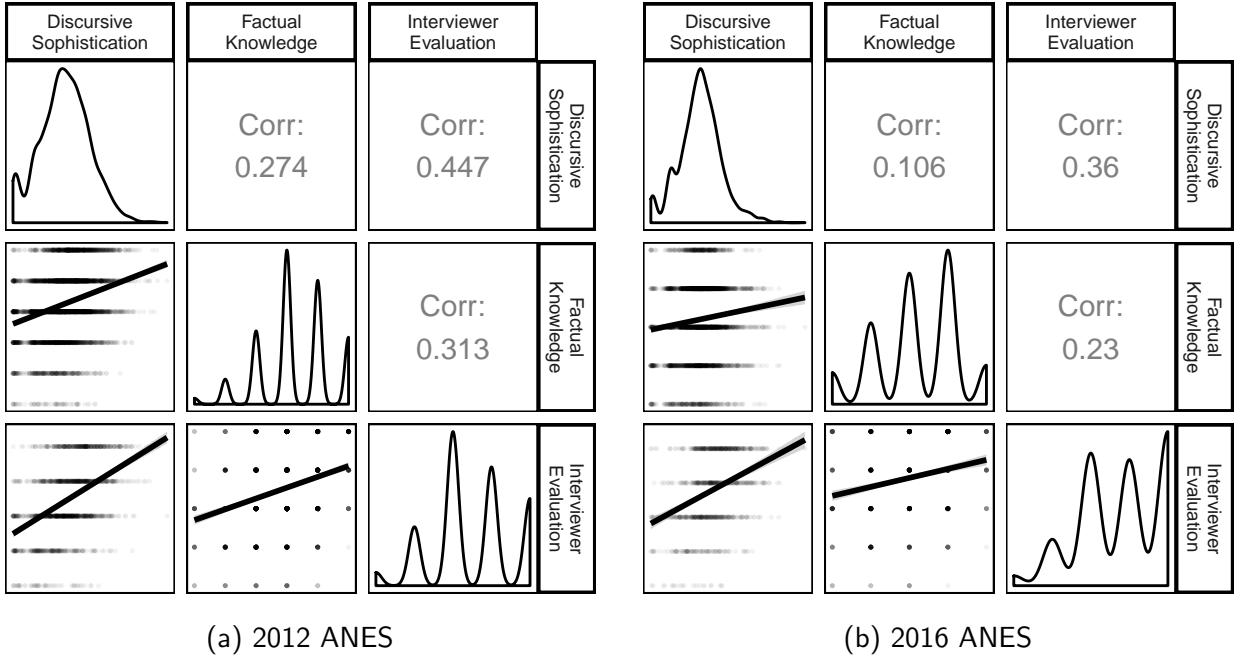 Discursive
Sophistication
Factual
Knowledge
Interviewer
Evaluation
Corr:
0.274
Corr:
0.447
Discursive
Sophistication
Corr:
0.313
Factual
Knowledge
Interviewer
Evaluation
(a) 2012 ANES
Discursive
Sophistication
Factual
Knowledge
Interviewer
Evaluation
Corr:
0.106
Corr:
0.36
Discursive
Sophistication
Corr:
0.23
Factual
Knowledge
Interviewer
Evaluation
(b) 2016 ANES